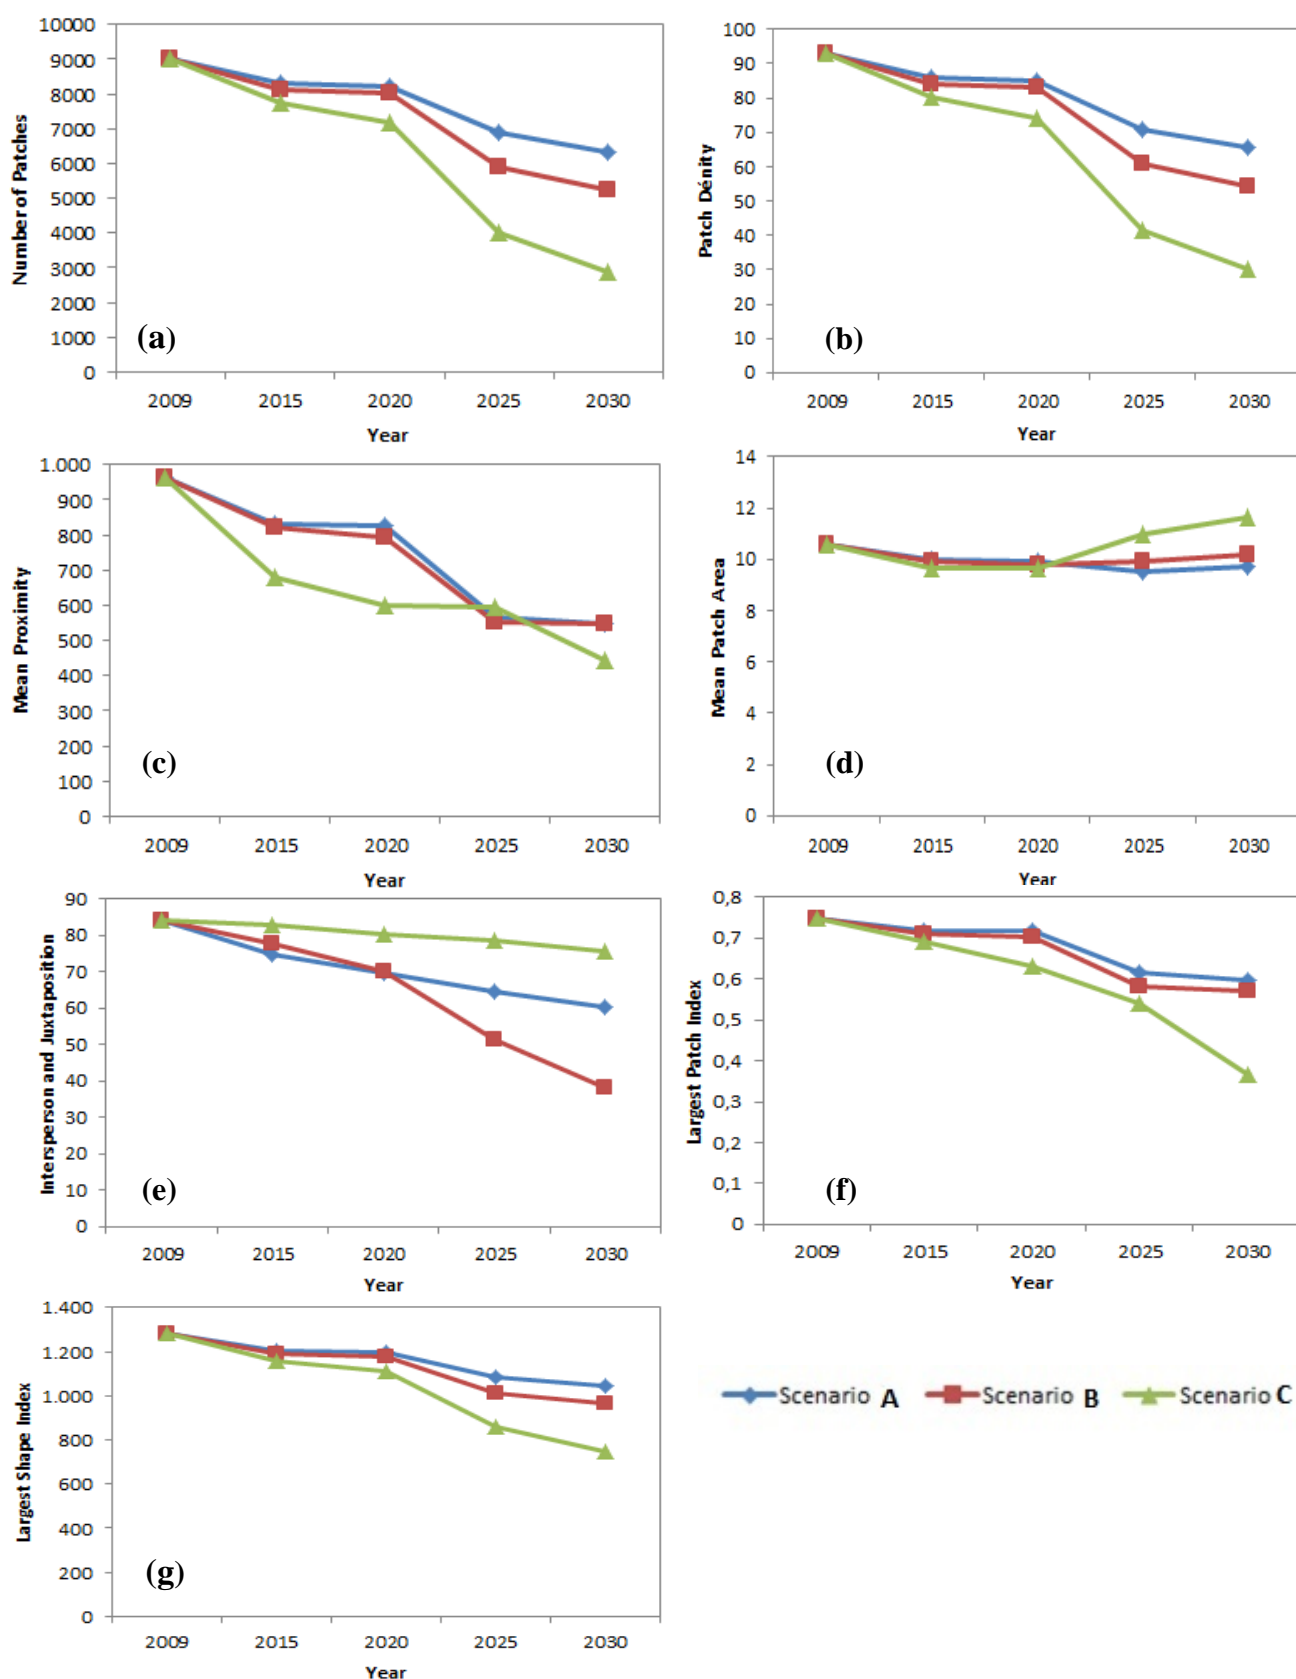 Number of Patches
10000
9000
8000
7000
6000
5000
4000
3000
2000
1000
0
(a)
2009 2015 2020 2025 2030
Year
Patch Dénity
100
90
80
70
60
50
40
30
20
10
0
(b)
2009 2015 2020 2025 2030
Year
Mean Proximity
1.000
900
800
700
600
500
400
300
200
100
0
(c)
2009 2015 2020 2025 2030
Year
Mean Patch Area
14
12
10
8
6
4
2
0
(d)
2009 2015 2020 2025 2030
Year
Intersperson and Juxtaposition
90
80
70
60
50
40
30
20
10
0
(e)
2009 2015 2020 2025 2030
Year
Largest Patch Index
0,8
0,7
0,6
0,5
0,4
0,3
0,2
0,1
0
(f)
2009 2015 2020 2025 2030
Year
Largest Shape Index
1.400
1.200
1.000
800
600
400
200
0
(g)
2009 2015 2020 2025 2030
Year
Scenario A Scenario B Scenario C